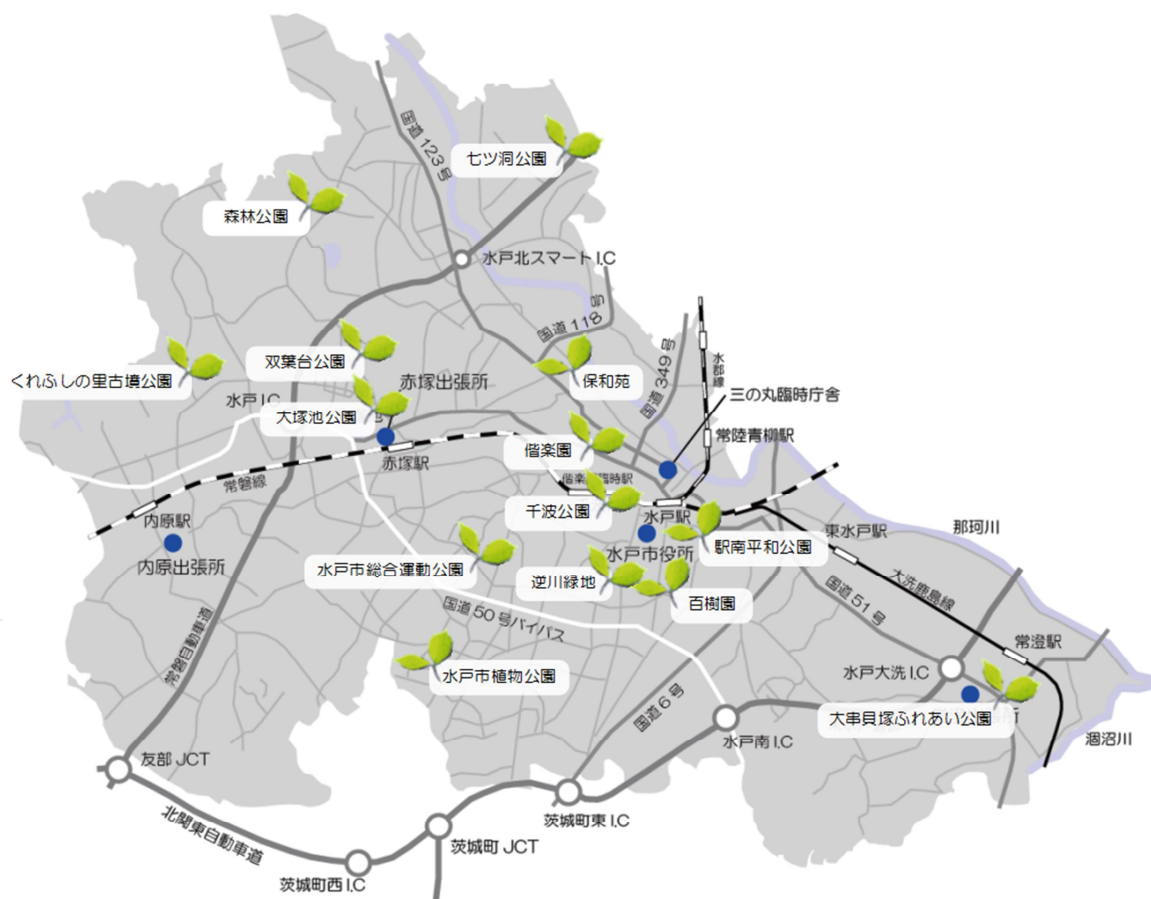 国道123号
七ツ洞公園
森林公園
水戸北スマートI.C
国道118号
双葉台公園
保和苑
国道349号
水郡線
くれふしの里古墳公園
赤塚出張所
水戸I.C
三の丸臨時庁舎
大塚池公園
常陸青柳駅
偕楽園
赤塚駅
常磐線
千波公園
水戸駅
内原駅
東水戸駅
那珂川
駅南平和公園
水戸市役所
内原出張所
水戸市総合運動公園
逆川緑地
百樹園
大洗鹿島線
国道51号
国道50号バイパス
常磐自動車道
常澄駅
水戸市植物公園
水戸大洗I.C
国道6号
大串貝塚ふれあい公園
水戸南I.C
涸沼川
友部JCT
北関東自動車道
茨城町東I.C
茨城町JCT
茨城町西I.C